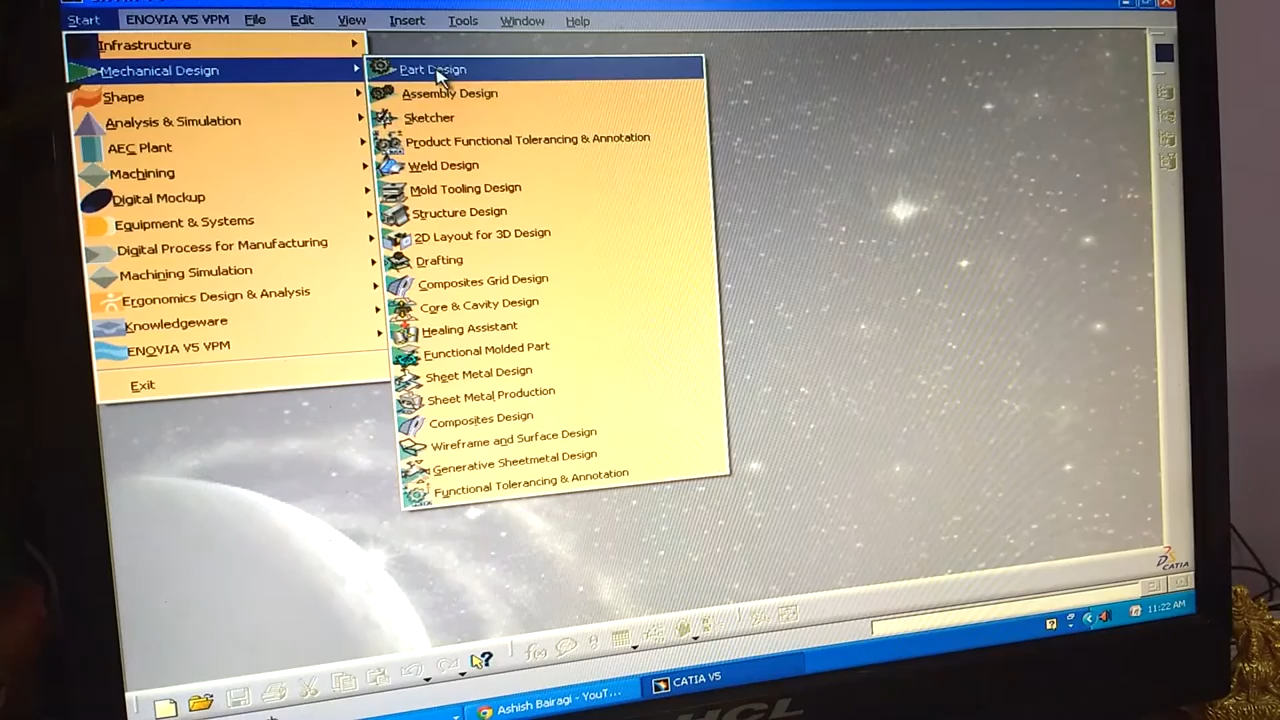 Start ENOVIA V5 VPM File Edit View Insert Tools Window Help
Infrastructure
Mechanical Design
Shape
Analysis & Simulation
AEC Plant
Machining
Digital Mockup
Equipment & Systems
Digital Process for Manufacturing
Machining Simulation
Ergonomics Design & Analysis
Knowledgeware
ENOVIA V5 VPM
Exit
Part Design
Assembly Design
Sketcher
Product Functional Tolerancing & Annotation
Weld Design
Mold Tooling Design
Structure Design
2D Layout for 3D Design
Drafting
Composites Grid Design
Core & Cavity Design
Healing Assistant
Functional Molded Part
Sheet Metal Design
Sheet Metal Production
Composites Design
Wireframe and Surface Design
Generative Sheetmetal Design
Functional Tolerancing & Annotation
CATIA
f(x)
11:22 AM
Ashish Bairagi - YouT... CATIA V5
HCL